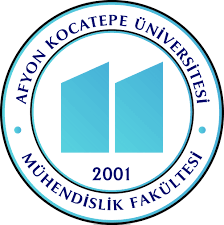 AFYON KOCATEPE ÜNİVERSİTESİ
2001
MÜHENDİSLİK FAKÜLTESİ